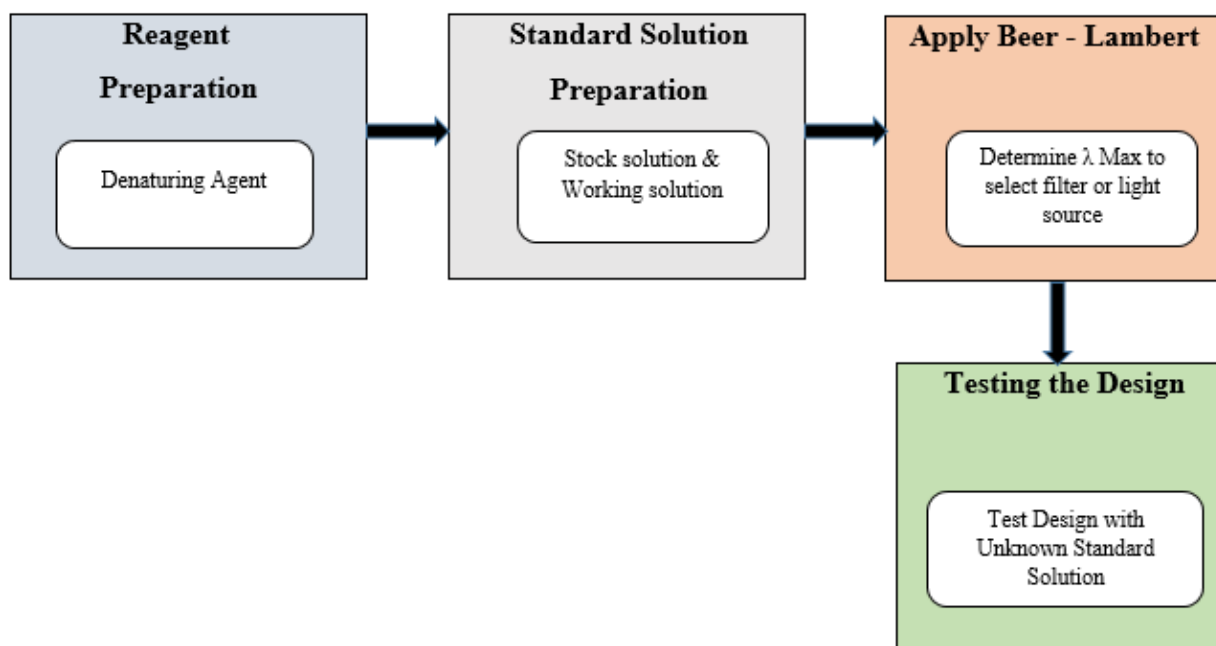 Reagent
Preparation
Denaturing Agent
Standard Solution
Preparation
Stock solution &
Working solution
Apply Beer - Lambert
Determine λ Max to
select filter or light
source
Testing the Design
Test Design with
Unknown Standard
Solution